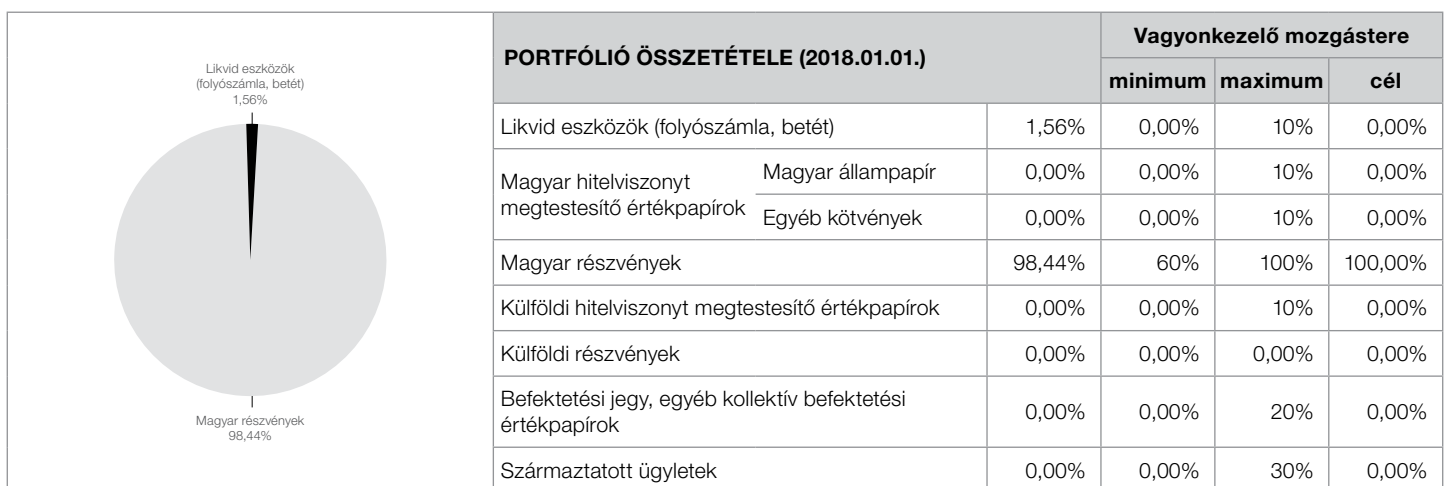 Likvid eszközök
(folyószámla, betét)
1,56%
Magyar részvények
98,44%
PORTFÓLIÓ ÖSSZETÉTELE (2018.01.01.) Vagyonkezelő mozgástere
minimum maximum cél
Likvid eszközök (folyószámla, betét) 1,56% 0,00% 10% 0,00%
Magyar hitelviszonyt
megtestesítő értékpapírok
Magyar állampapír 0,00% 0,00% 10% 0,00%
Egyéb kötvények 0,00% 0,00% 10% 0,00%
Magyar részvények 98,44% 60% 100% 100,00%
Külföldi hitelviszonyt megtestesítő értékpapírok 0,00% 0,00% 10% 0,00%
Külföldi részvények 0,00% 0,00% 0,00% 0,00%
Befektetési jegy, egyéb kollektív befektetési
értékpapírok 0,00% 0,00% 20% 0,00%
Származtatott ügyletek 0,00% 0,00% 30% 0,00%